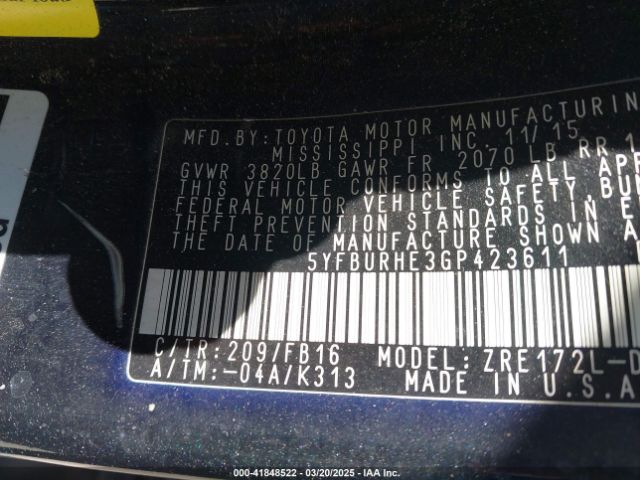 MFD.BY:TOYOTA MOTOR MANUFACTURIN
MISSISSIPPI INC. 11/15
GVWR 3820LB GAWR FR 2070 LB RR 1
THIS VEHICLE CONFORMS TO ALL APP
FEDERAL MOTOR VEHICLE SAFETY, BUM
THEFT PREVENTION STANDARDS IN E
THE DATE OF MANUFACTURE SHOWN A
5YFBURHE3GP423611
C/TR:209/FB16 MODEL: ZRE172L-D
A/TM:-04A/K313 MADE IN U.S.A
000-41848522 — 03/20/2025 — IAA Inc.